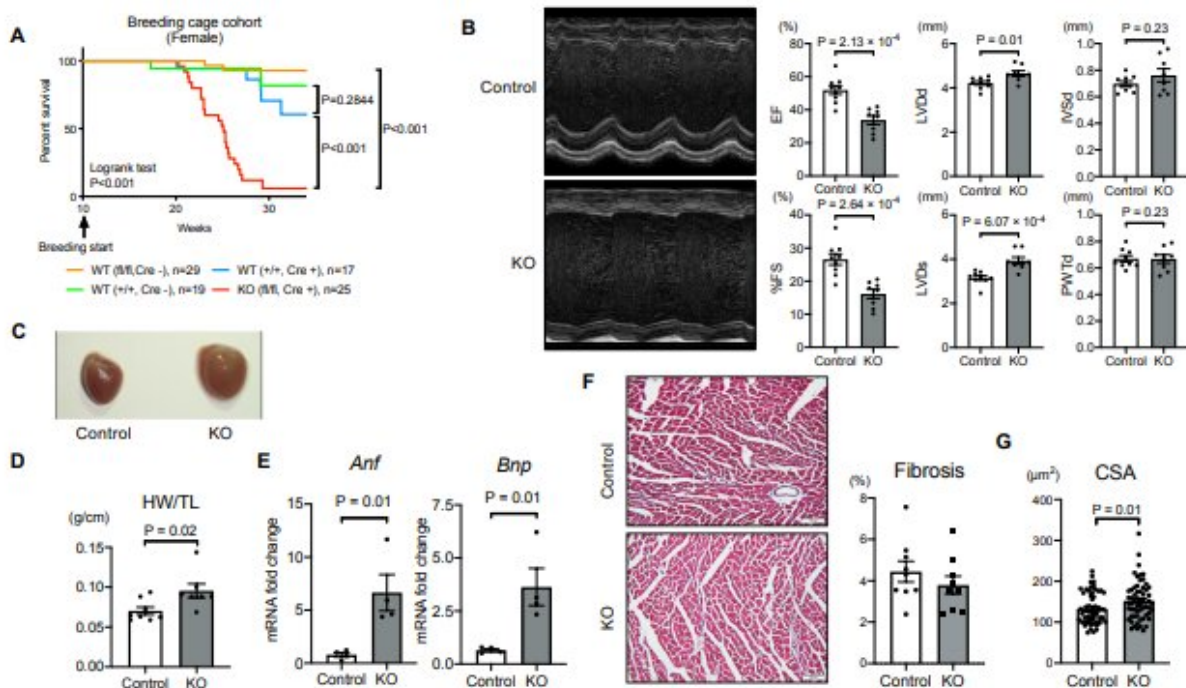 A
Breeding cage cohort
(Female)
Percent survival
100
50
0
10
20
30
Weeks
Logrank test
P<0.001
P=0.2844
P<0.001
P<0.001
Breeding start
WT (fl/fl,Cre -), n=29
WT (+/+, Cre +), n=17
WT (+/+, Cre -), n=19
KO (fl/fl, Cre +), n=25
B
Control
KO
(%)
P = 2.13 × 10⁻⁴
EF
80
60
40
20
0
Control KO
(mm)
P = 0.01
LVDd
6
4
2
0
Control KO
(mm)
P = 0.23
IVSd
1.0
0.8
0.6
0.4
0.2
0.0
Control KO
(%)
P = 2.64 × 10⁻⁴
%FS
40
30
20
10
0
Control KO
(mm)
P = 6.07 × 10⁻⁴
LVDs
6
4
2
0
Control KO
(mm)
P = 0.23
PWTd
1.0
0.8
0.6
0.4
0.2
0.0
Control KO
C
Control
KO
D
HW/TL
(g/cm)
P = 0.02
0.15
0.10
0.05
0.00
Control KO
E
Anf
mRNA fold change
P = 0.01
15
10
5
0
Control KO
Bnp
mRNA fold change
P = 0.01
7.5
5.0
2.5
0.0
Control KO
F
Control
KO
Fibrosis
(%)
8
6
4
2
0
Control KO
G
CSA
(µm²)
P = 0.01
400
300
200
100
0
Control KO